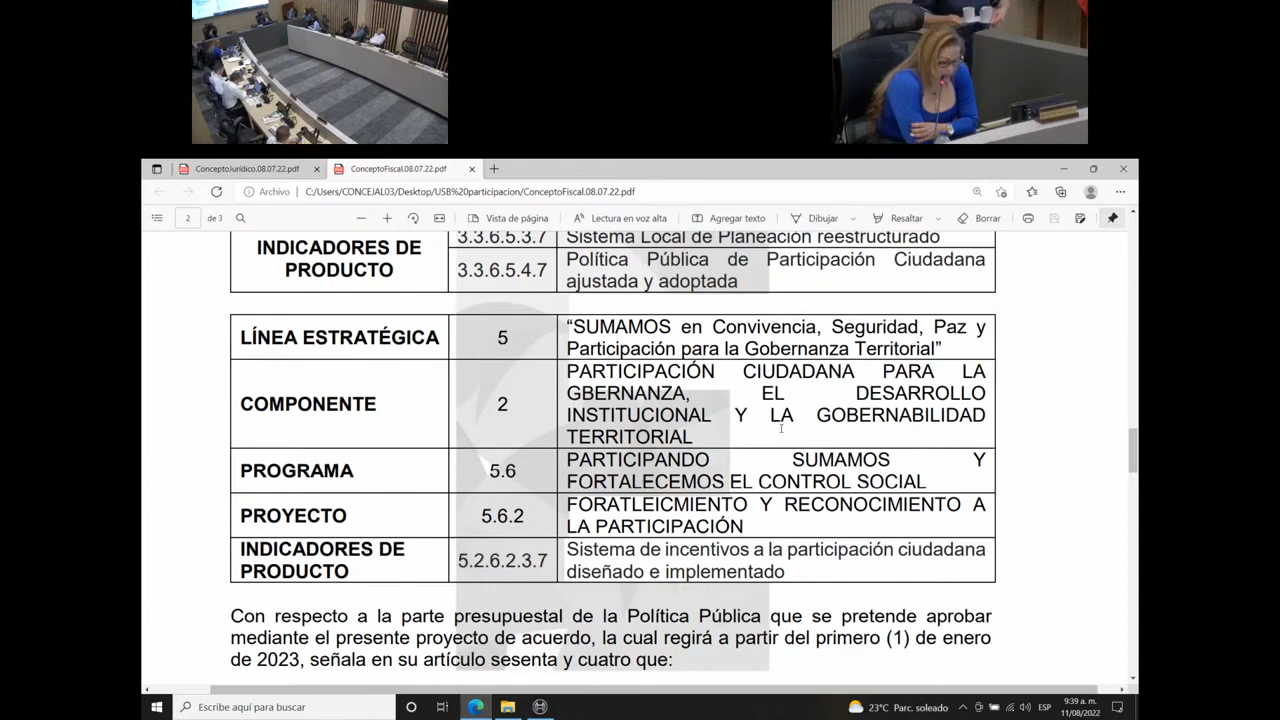 ConceptoJurídico.08.07.22.pdf
ConceptoFiscal.08.07.22.pdf
Archivo C:/Users/CONCEJAL03/Desktop/USB%20participacion/ConceptoFiscal.08.07.22.pdf
2 de 3 Vista de página Lectura en voz alta Agregar texto Dibujar Resaltar Borrar
INDICADORES DE PRODUCTO
3.3.6.5.3.7 Sistema Local de Planeación reestructurado
3.3.6.5.4.7 Política Pública de Participación Ciudadana
ajustada y adoptada
LÍNEA ESTRATÉGICA 5 “SUMAMOS en Convivencia, Seguridad, Paz y
Participación para la Gobernanza Territorial”
COMPONENTE 2 PARTICIPACIÓN CIUDADANA PARA LA
GBERNANZA, EL DESARROLLO
INSTITUCIONAL Y LA GOBERNABILIDAD
TERRITORIAL
PROGRAMA 5.6 PARTICIPANDO SUMAMOS Y
FORTALECEMOS EL CONTROL SOCIAL
PROYECTO 5.6.2 FORATLEICMIENTO Y RECONOCIMIENTO A
LA PARTICIPACIÓN
INDICADORES DE PRODUCTO 5.2.6.2.3.7 Sistema de incentivos a la participación ciudadana
diseñado e implementado
Con respecto a la parte presupuestal de la Política Pública que se pretende aprobar
mediante el presente proyecto de acuerdo, la cual regirá a partir del primero (1) de enero
de 2023, señala en su artículo sesenta y cuatro que:
Escribe aquí para buscar
23°C Parc. soleado
ESP
9:39 a. m.
11/08/2022